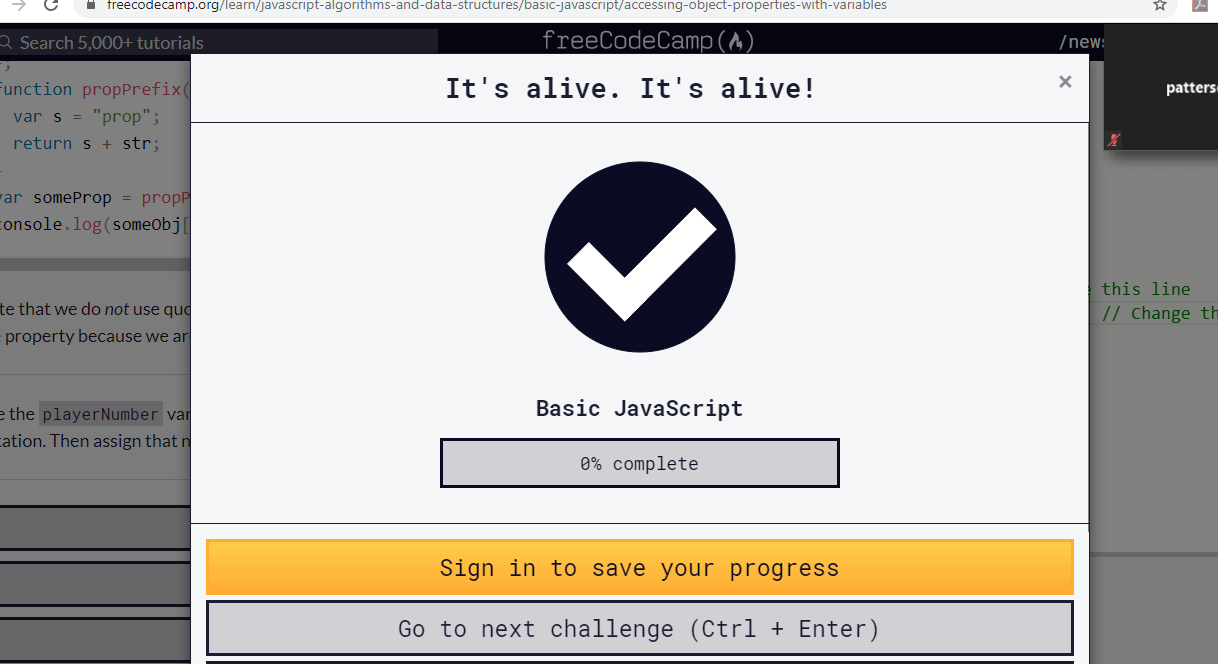 freecodecamp.org/learn/javascript-algorithms-and-data-structures/basic-javascript/accessing-object-properties-with-variables
Search 5,000+ tutorials
freeCodeCamp(🔥)
/news
patterso
It's alive. It's alive!
×
function propPrefix(
var s = "prop";
return s + str;
var someProp = propP
console.log(someObj[
this line
// Change th
te that we do not use quo
property because we ar
Basic JavaScript
0% complete
e the playerNumber var
Then assign that n
Sign in to save your progress
Go to next challenge (Ctrl + Enter)